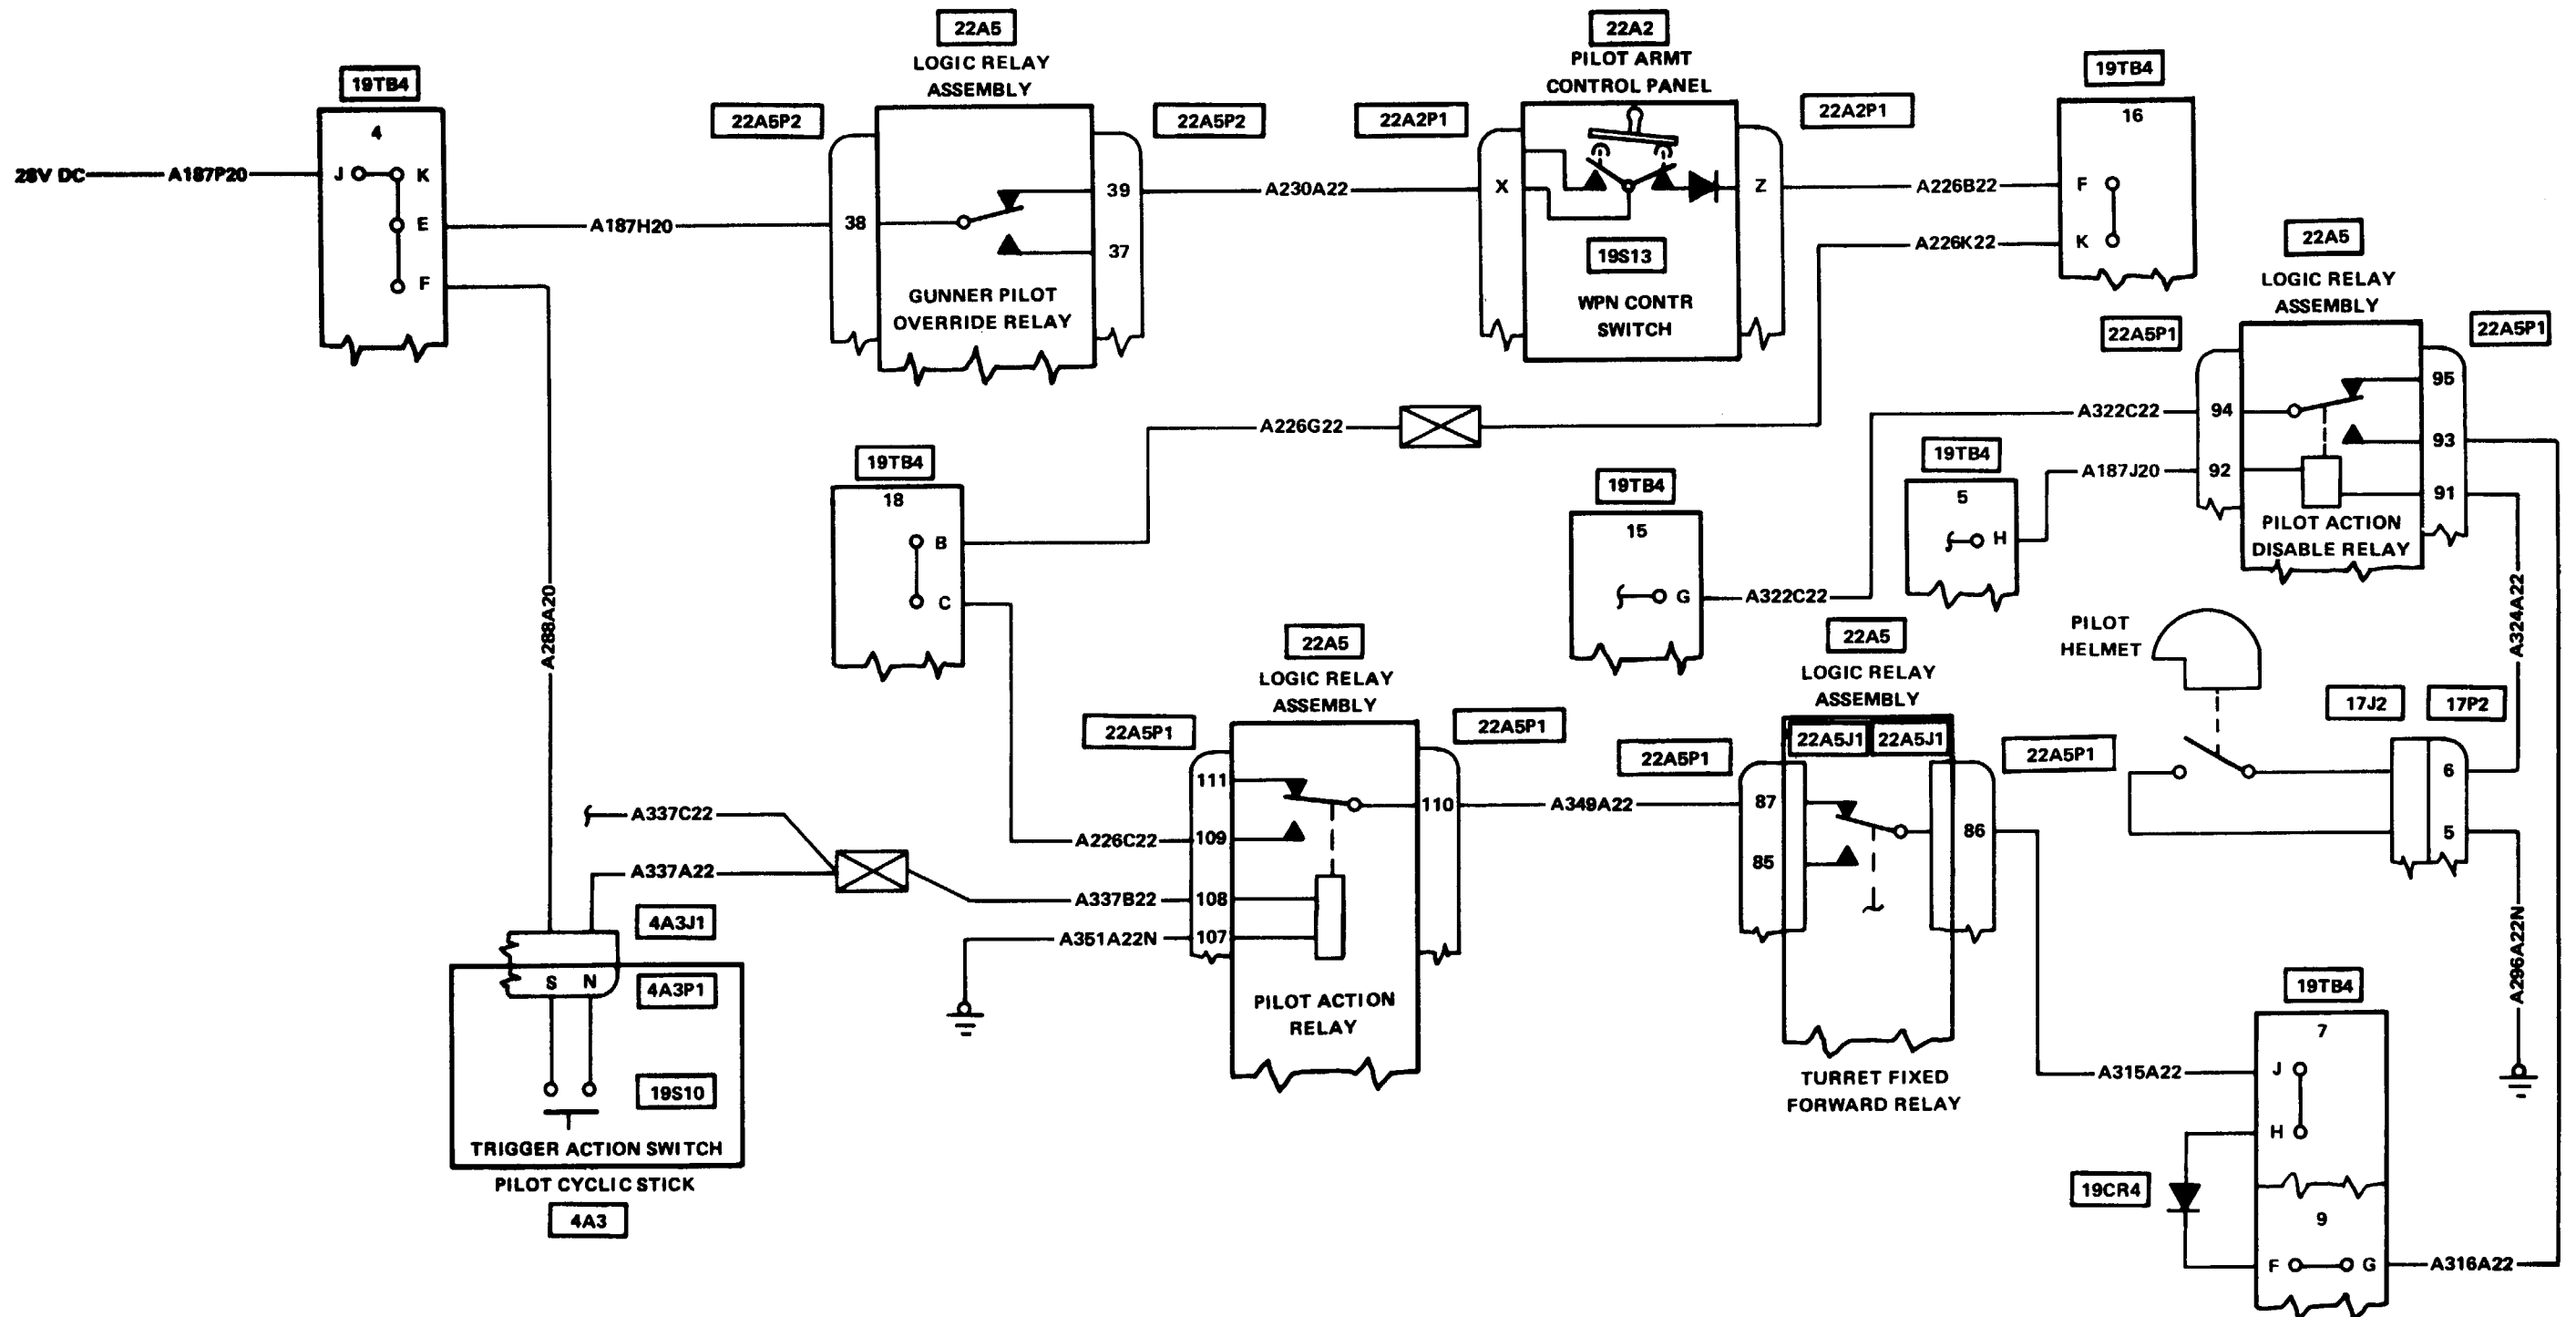 22A5
LOGIC RELAY
ASSEMBLY
22A2
PILOT ARMT
CONTROL PANEL
19TB4
19TB4
22A5P2
22A5P2
22A2P1
22A2P1
4
16
28V DC
A187P20
J
K
E
F
A187H20
38
39
37
A230A22
X
Z
A226B22
F
A226K22
K
19S13
WPN CONTR
SWITCH
GUNNER PILOT
OVERRIDE RELAY
22A5
LOGIC RELAY
ASSEMBLY
22A5P1
22A5P1
95
A322C22
94
93
A187J20
92
91
PILOT ACTION
DISABLE RELAY
A226G22
19TB4
18
B
C
19TB4
15
G
A322C22
19TB4
5
H
A288A20
A324A22
PILOT
HELMET
22A5
LOGIC RELAY
ASSEMBLY
22A5
LOGIC RELAY
ASSEMBLY
17J2
17P2
22A5P1
22A5P1
22A5P1
22A5J1
22A5J1
22A5P1
111
110
A349A22
87
86
85
6
5
A337C22
A226C22
109
A337A22
A337B22
108
A351A22N
107
PILOT ACTION
RELAY
A296A22N
4A3J1
S
N
4A3P1
19S10
TRIGGER ACTION SWITCH
PILOT CYCLIC STICK
4A3
TURRET FIXED
FORWARD RELAY
19TB4
7
A315A22
J
H
19CR4
9
F
G
A316A22